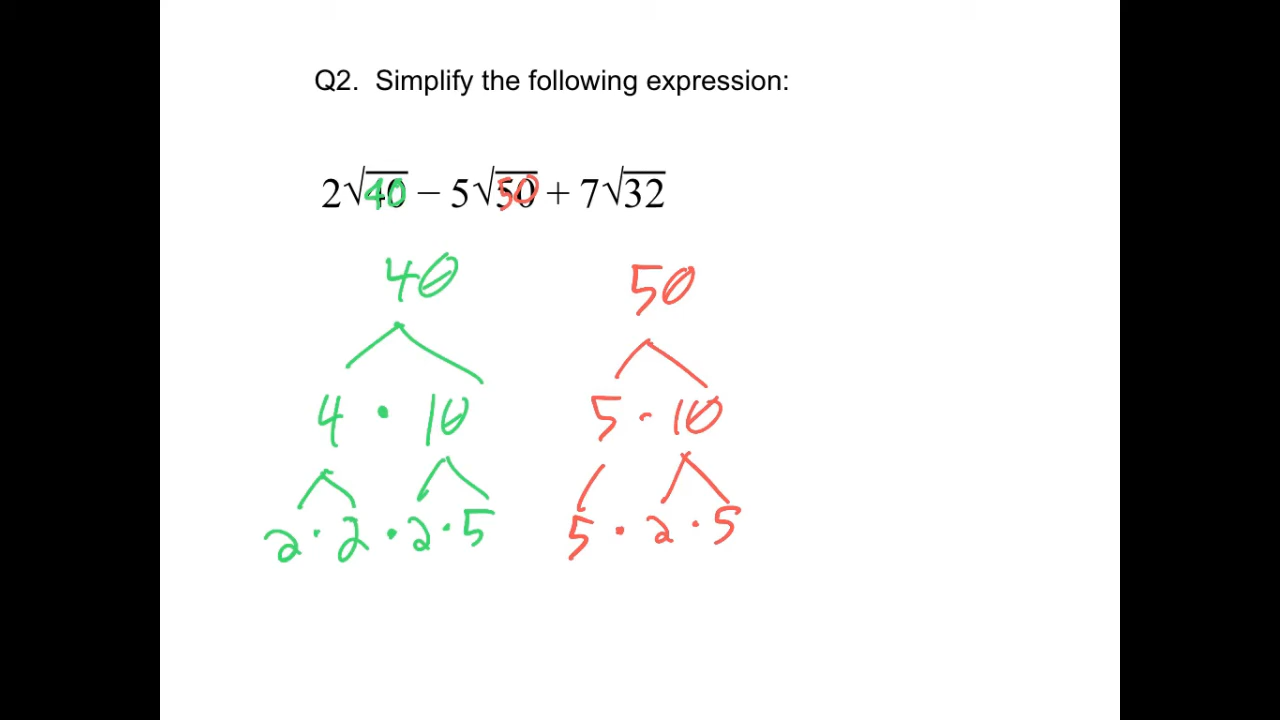 Q2. Simplify the following expression:
2√40 − 5√50 + 7√32
40 50
4 · 10 5 · 10
2 · 2 · 2 · 5 5 · 2 · 5